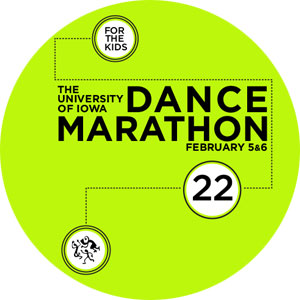 FOR
THE
KIDS
THE
UNIVERSITY
OF IOWA
DANCE
MARATHON
FEBRUARY 5&6
22